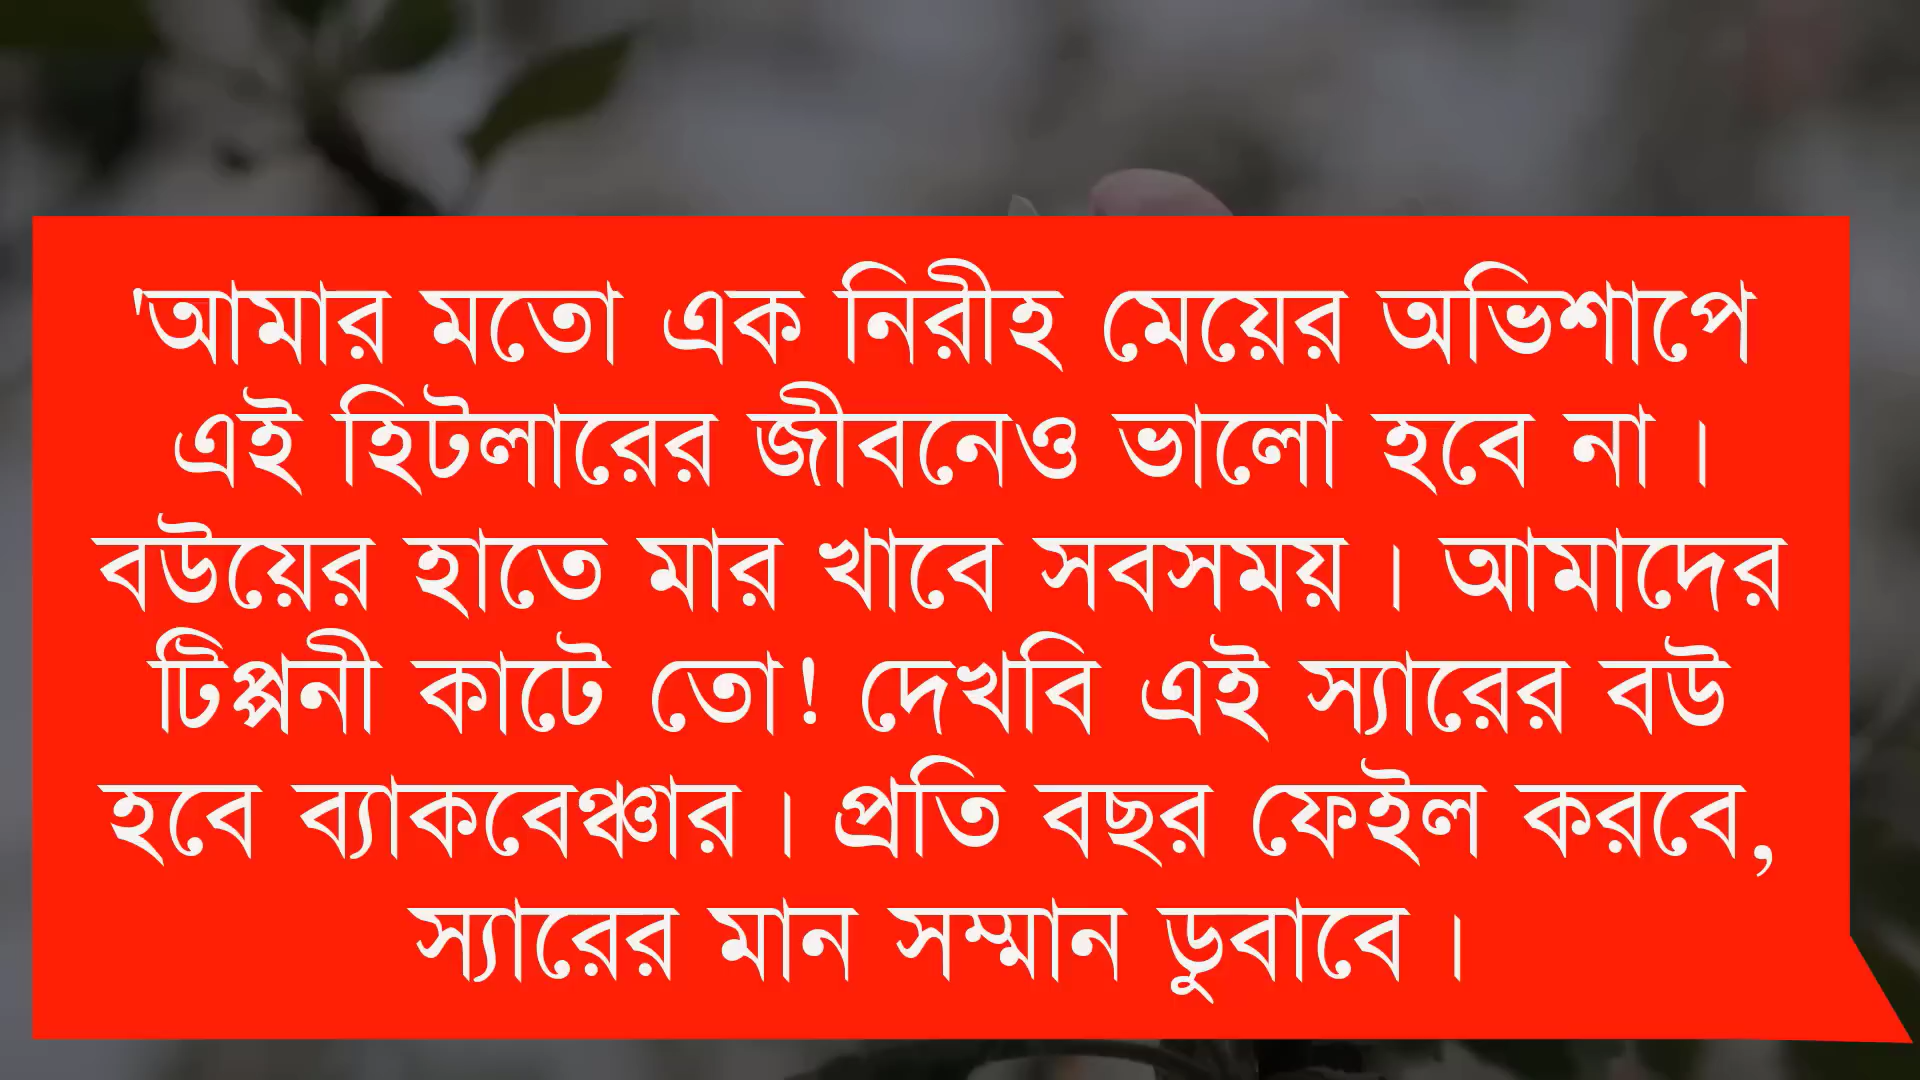 'আমার মতো এক নিরীহ মেয়ের অভিশাপে
এই হিটলারের জীবনেও ভালো হবে না।
বউয়ের হাতে মার খাবে সবসময়। আমাদের
টিপ্পনী কাটে তো! দেখবি এই স্যারের বউ
হবে ব্যাকবেঞ্চার। প্রতি বছর ফেইল করবে,
স্যারের মান সম্মান ডুবাবে।